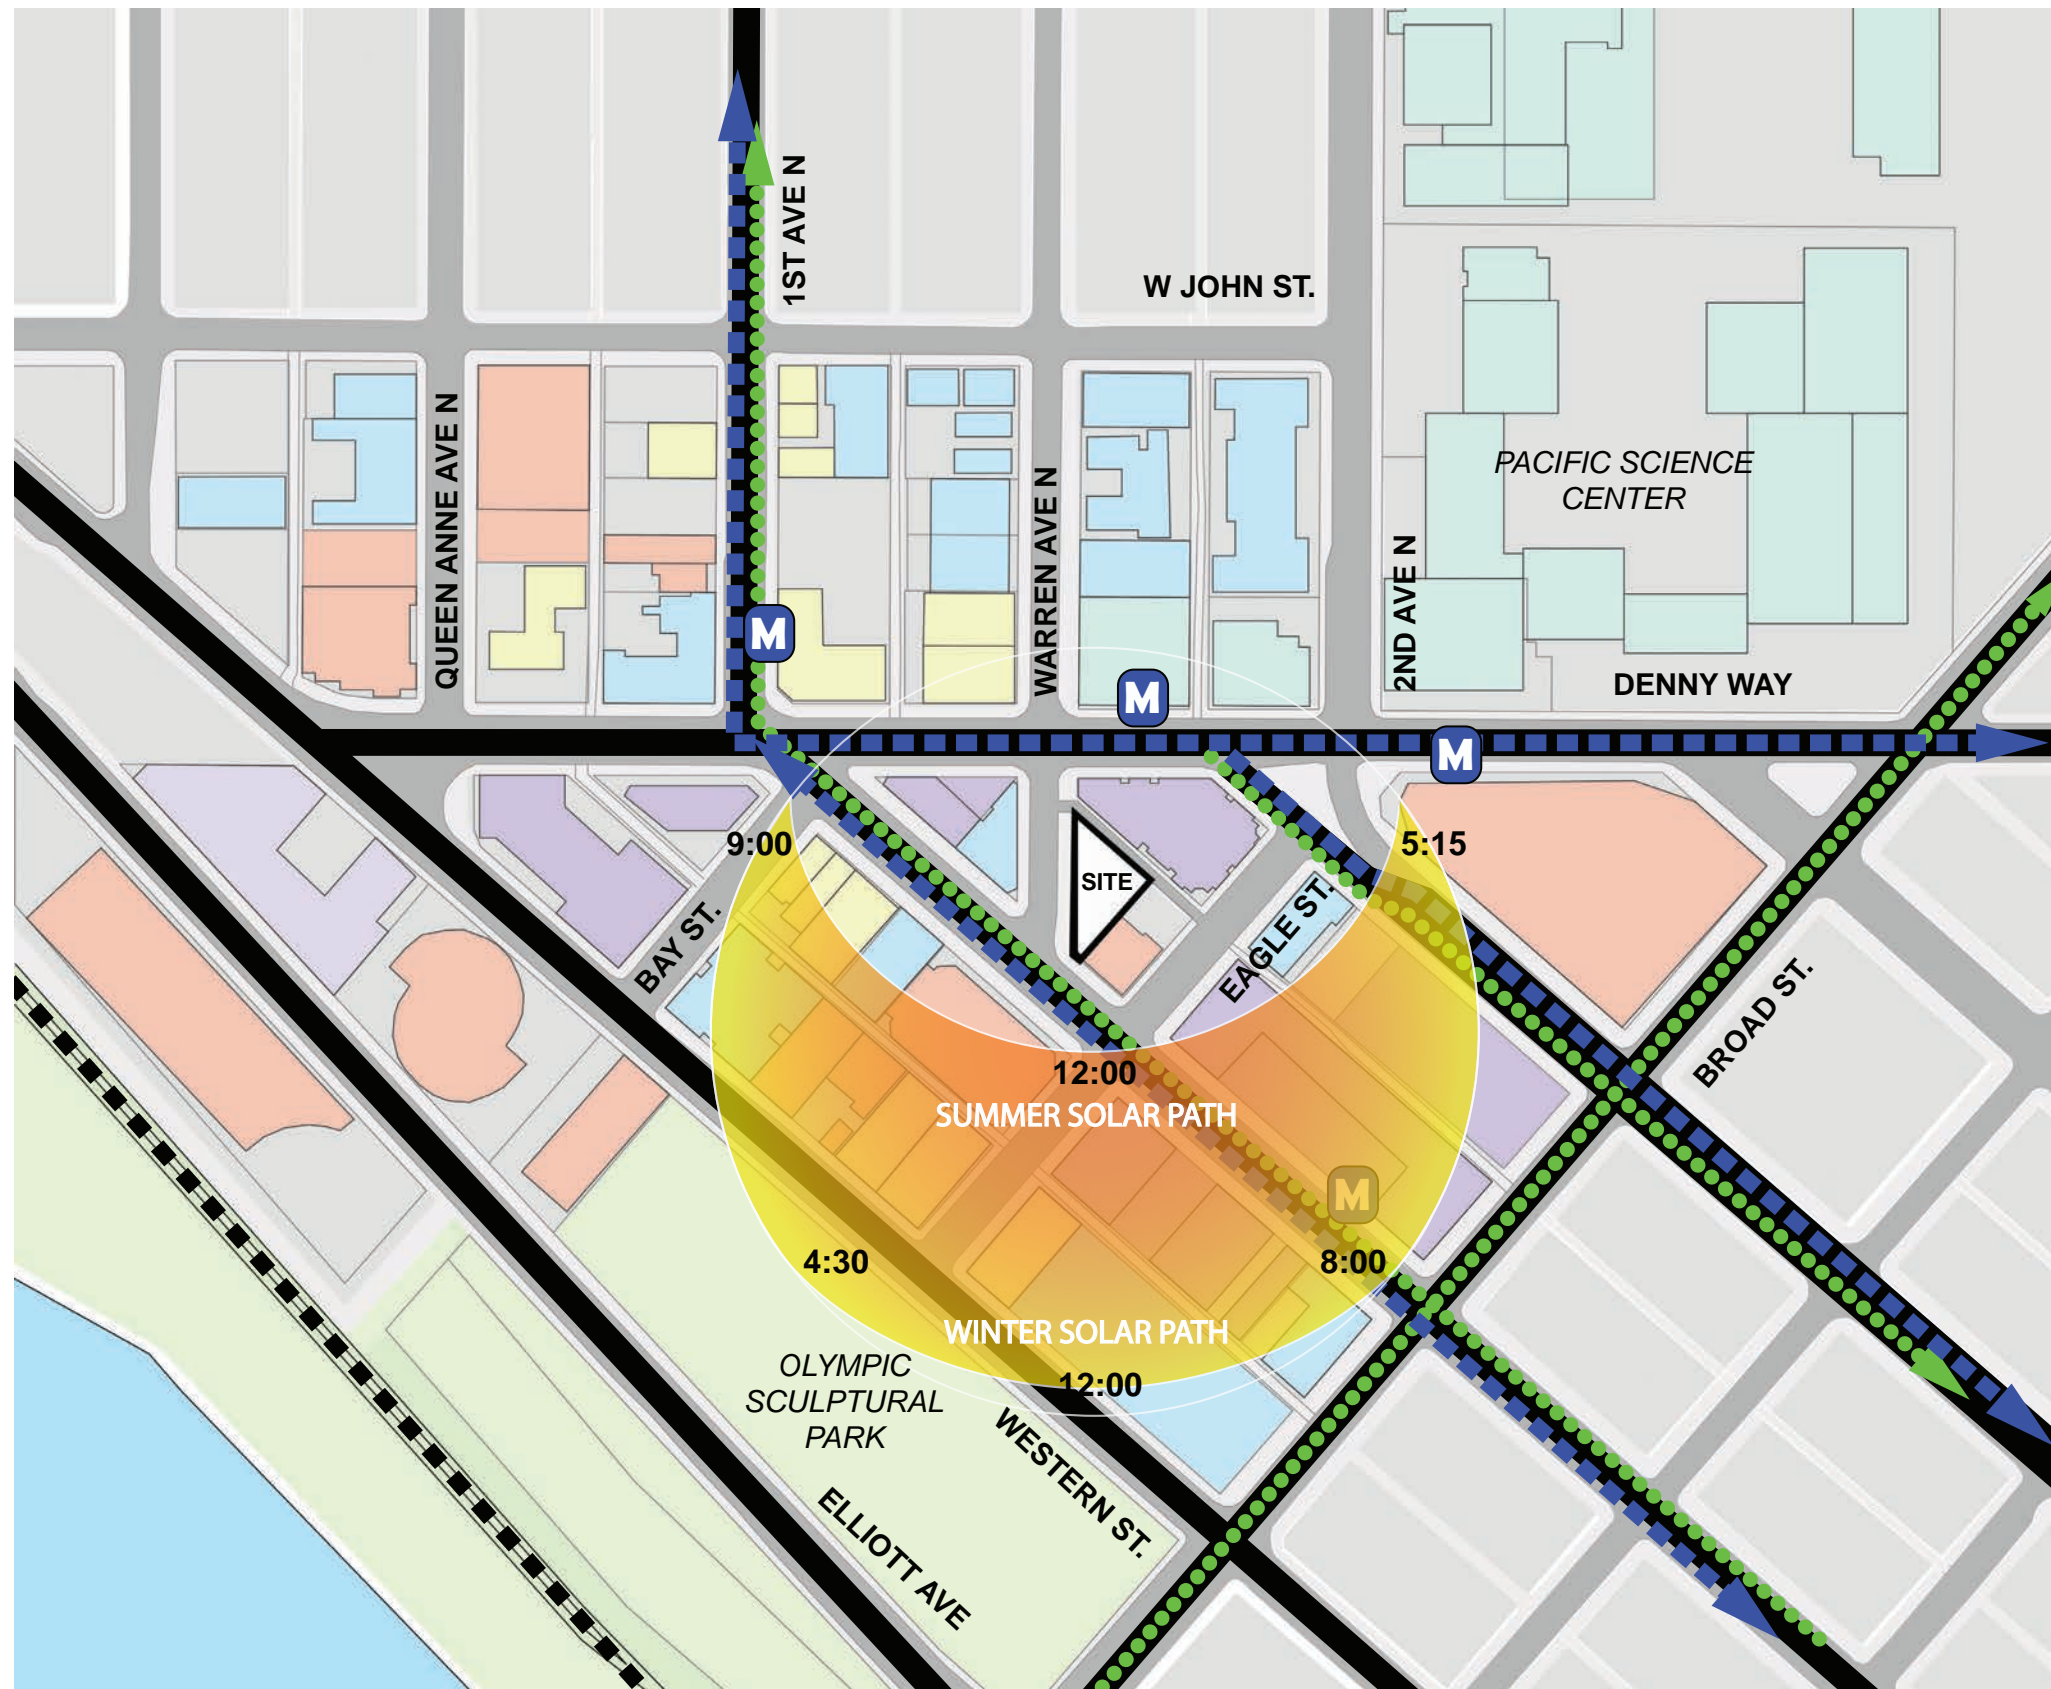 1ST AVE N
W JOHN ST.
QUEEN ANNE AVE N
WARREN AVE N
PACIFIC SCIENCE
CENTER
2ND AVE N
M
M
M
DENNY WAY
9:00
5:15
SITE
BAY ST.
EAGLE ST.
BROAD ST.
12:00
SUMMER SOLAR PATH
M
4:30
8:00
WINTER SOLAR PATH
12:00
OLYMPIC
SCULPTURAL
PARK
WESTERN ST.
ELLIOTT AVE